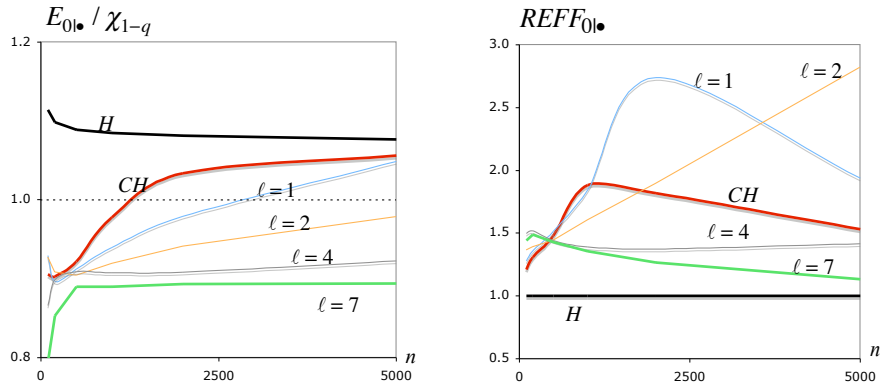 E₀|• / χ₁₋q
1.2
1.0
0.8
H
CH
ℓ = 1
ℓ = 2
ℓ = 4
ℓ = 7
n
0
2500
5000
REFF₀|•
3.0
2.5
2.0
1.5
1.0
0.5
ℓ = 2
ℓ = 1
CH
ℓ = 4
ℓ = 7
H
n
0
2500
5000